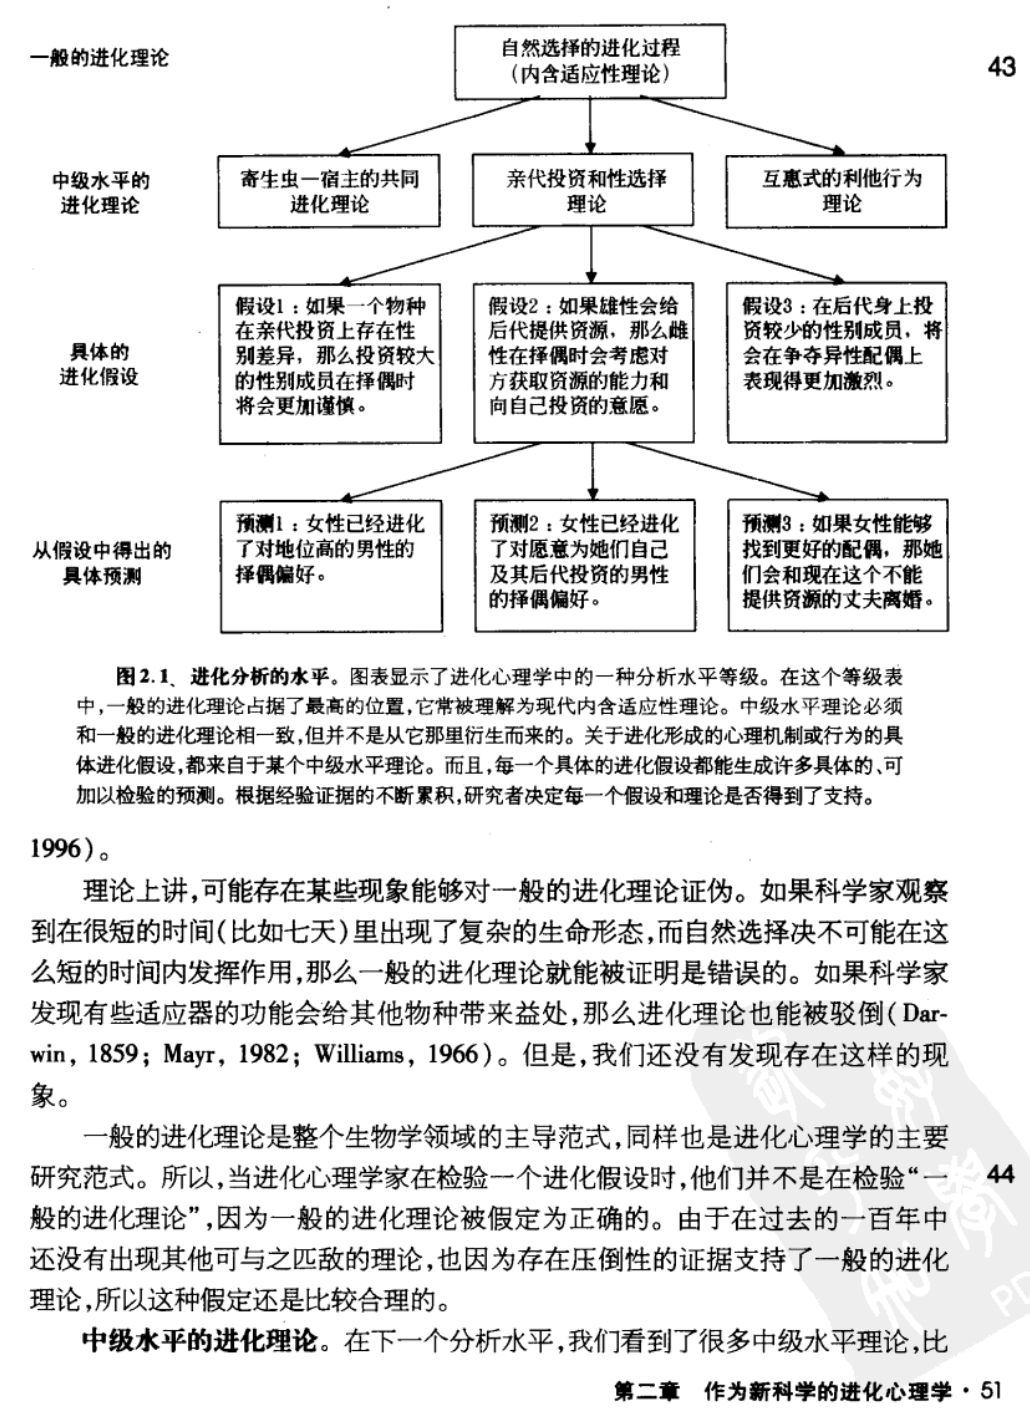 一般的进化理论
自然选择的进化过程
（内含适应性理论）
43
中级水平的
进化理论
寄生虫—宿主的共同
进化理论
亲代投资和性选择
理论
互惠式的利他行为
理论
具体的
进化假设
假设1：如果一个物种
在亲代投资上存在性
别差异，那么投资较大
的性别成员在择偶时
将会更加谨慎。
假设2：如果雄性会给
后代提供资源，那么雌
性在择偶时会考虑对
方获取资源的能力和
向自己投资的意愿。
假设3：在后代身上投
资较少的性别成员，将
会在争夺异性配偶上
表现得更加激烈。
从假设中得出的
具体预测
预测1：女性已经进化
了对地位高的男性的
择偶偏好。
预测2：女性已经进化
了对愿意为她们自己
及其后代投资的男性
的择偶偏好。
预测3：如果女性能够
找到更好的配偶，那她
们会和现在这个不能
提供资源的丈夫离婚。
图2.1、进化分析的水平。图表显示了进化心理学中的一种分析水平等级。在这个等级表
中，一般的进化理论占据了最高的位置，它常被理解为现代内含适应性理论。中级水平理论必须
和一般的进化理论相一致，但并不是从它那里衍生而来的。关于进化形成的心理机制或行为的具
体进化假设，都来自于某个中级水平理论。而且，每一个具体的进化假设都能生成许多具体的、可
加以检验的预测。根据经验证据的不断累积，研究者决定每一个假设和理论是否得到了支持。
1996）。
理论上讲，可能存在某些现象能够对一般的进化理论证伪。如果科学家观察
到在很短的时间（比如七天）里出现了复杂的生命形态，而自然选择决不可能在这
么短的时间内发挥作用，那么一般的进化理论就能被证明是错误的。如果科学家
发现有些适应器的功能会给其他物种带来益处，那么进化理论也能被驳倒（Dar-
win，1859；Mayr，1982；Williams，1966）。但是，我们还没有发现存在这样的现
象。
一般的进化理论是整个生物学领域的主导范式，同样也是进化心理学的主要
研究范式。所以，当进化心理学家在检验一个进化假设时，他们并不是在检验“一
44
般的进化理论”，因为一般的进化理论被假定为正确的。由于在过去的一百年中
还没有出现其他可与之匹敌的理论，也因为存在压倒性的证据支持了一般的进化
理论，所以这种假定还是比较合理的。
中级水平的进化理论。在下一个分析水平，我们看到了很多中级水平理论，比
第二章 作为新科学的进化心理学·51